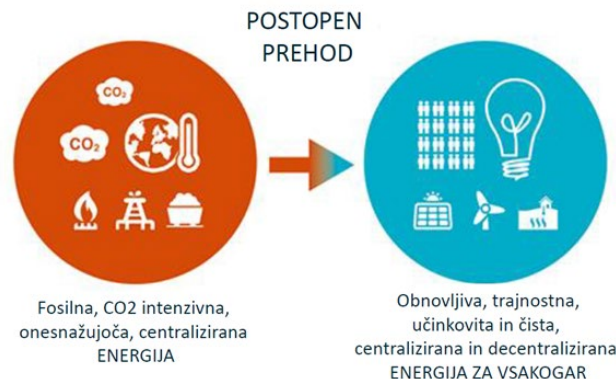 POSTOPEN
PREHOD
CO₂
CO₂
Fosilna, CO2 intenzivna,
onesnažujoča, centralizirana
ENERGIJA
Obnovljiva, trajnostna,
učinkovita in čista,
centralizirana in decentralizirana
ENERGIJA ZA VSAKOGAR